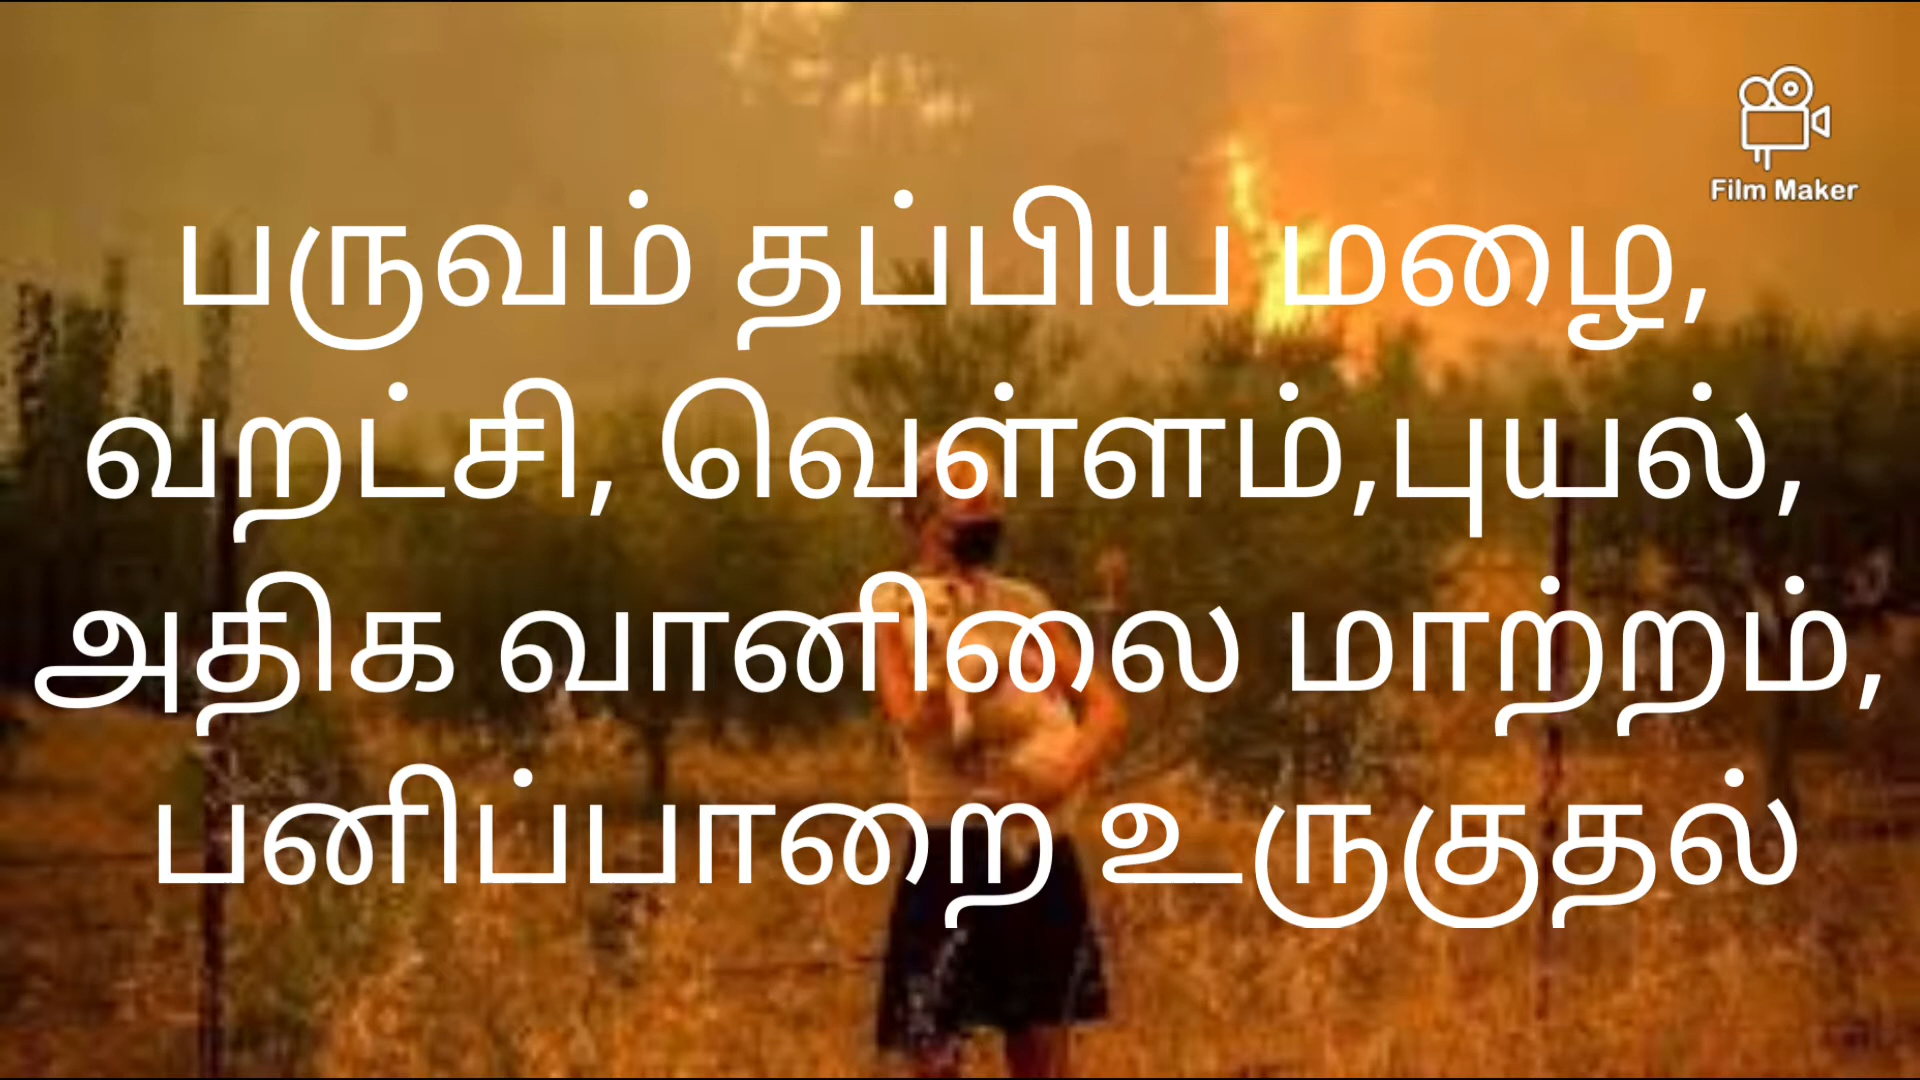 Film Maker
பருவம் தப்பிய மழை,
வறட்சி, வெள்ளம்,புயல்,
அதிக வானிலை மாற்றம்,
பனிப்பாறை உருகுதல்